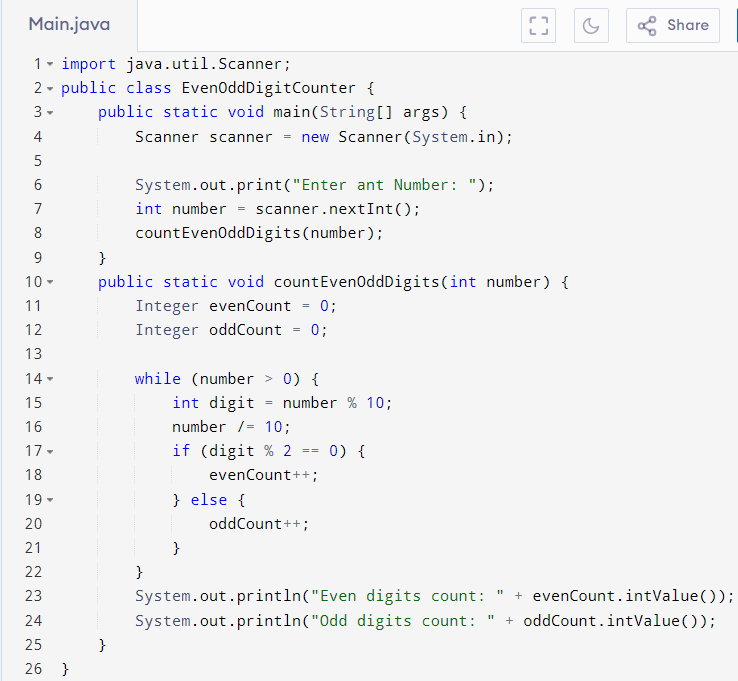 Main.java
Share
1 import java.util.Scanner;
2 public class EvenOddDigitCounter {
3     public static void main(String[] args) {
4         Scanner scanner = new Scanner(System.in);
5
6         System.out.print("Enter ant Number: ");
7         int number = scanner.nextInt();
8         countEvenOddDigits(number);
9     }
10     public static void countEvenOddDigits(int number) {
11         Integer evenCount = 0;
12         Integer oddCount = 0;
13
14         while (number > 0) {
15             int digit = number % 10;
16             number /= 10;
17             if (digit % 2 == 0) {
18                 evenCount++;
19             } else {
20                 oddCount++;
21             }
22         }
23         System.out.println("Even digits count: " + evenCount.intValue());
24         System.out.println("Odd digits count: " + oddCount.intValue());
25     }
26 }